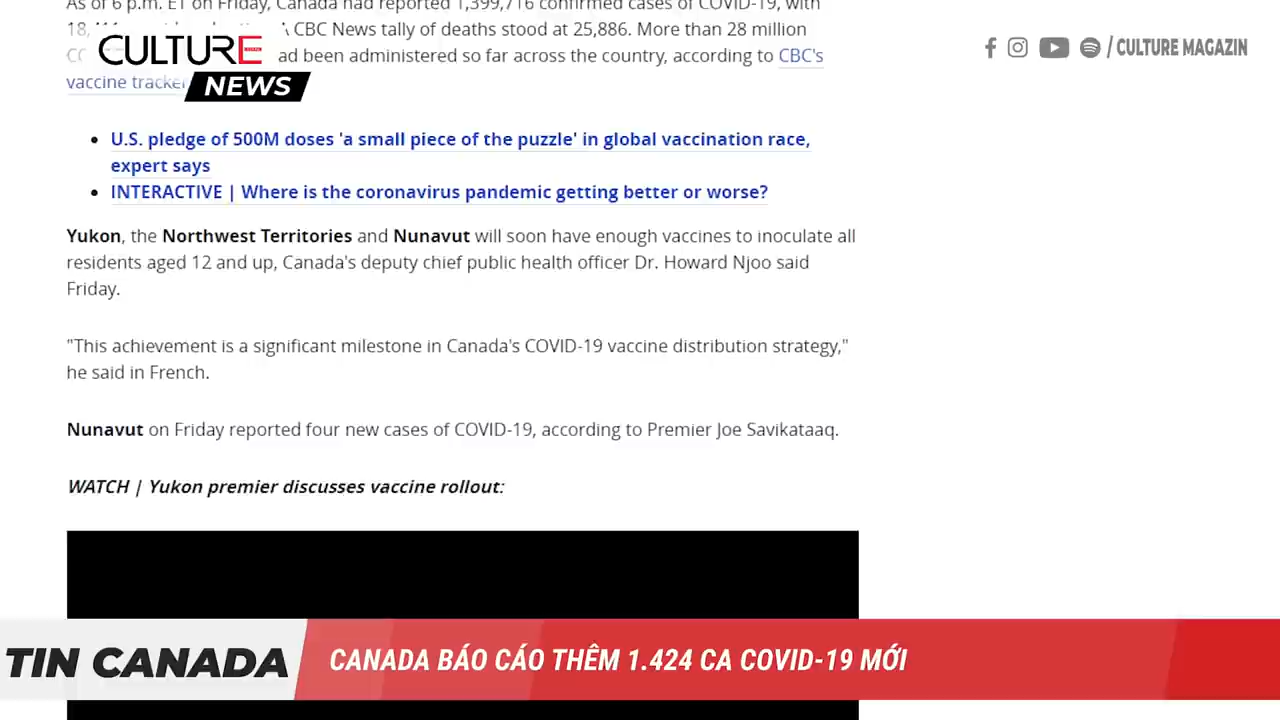 As of 6 p.m. ET on Friday, Canada had reported 1,399,716 confirmed cases of COVID-19, with
18, CBC News tally of deaths stood at 25,886. More than 28 million
ad been administered so far across the country, according to CBC's
vaccine tracker
CULTURE
NEWS
/ CULTURE MAGAZIN
• U.S. pledge of 500M doses 'a small piece of the puzzle' in global vaccination race,
expert says
• INTERACTIVE | Where is the coronavirus pandemic getting better or worse?
Yukon, the Northwest Territories and Nunavut will soon have enough vaccines to inoculate all
residents aged 12 and up, Canada's deputy chief public health officer Dr. Howard Njoo said
Friday.
"This achievement is a significant milestone in Canada's COVID-19 vaccine distribution strategy,"
he said in French.
Nunavut on Friday reported four new cases of COVID-19, according to Premier Joe Savikataaq.
WATCH | Yukon premier discusses vaccine rollout:
TIN CANADA
CANADA BÁO CÁO THÊM 1.424 CA COVID-19 MỚI